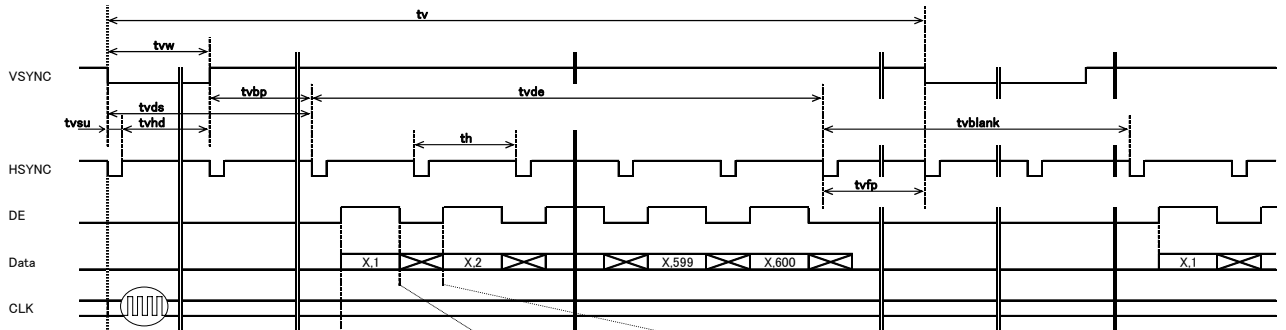 tv
tvw
VSYNC
tvbp
tvde
tvds
tvsu
tvhd
th
tvblank
HSYNC
tvfp
DE
Data
X,1
X,2
X,599
X,600
X,1
CLK